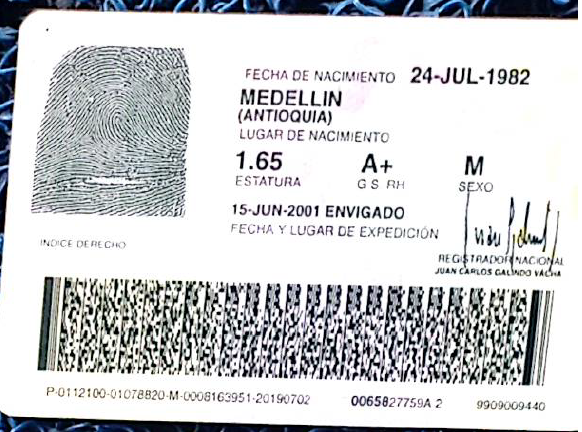 FECHA DE NACIMIENTO 24-JUL-1982
MEDELLIN
(ANTIOQUIA)
LUGAR DE NACIMIENTO
1.65 A+ M
ESTATURA G S RH SEXO
15-JUN-2001 ENVIGADO
FECHA Y LUGAR DE EXPEDICIÓN
INDICE DERECHO
REGISTRADOR NACIONAL
JUAN CARLOS GALINDO VACHA
P-0112100-01078820-M-0008163951-20190702 0065827759A 2 9909009440